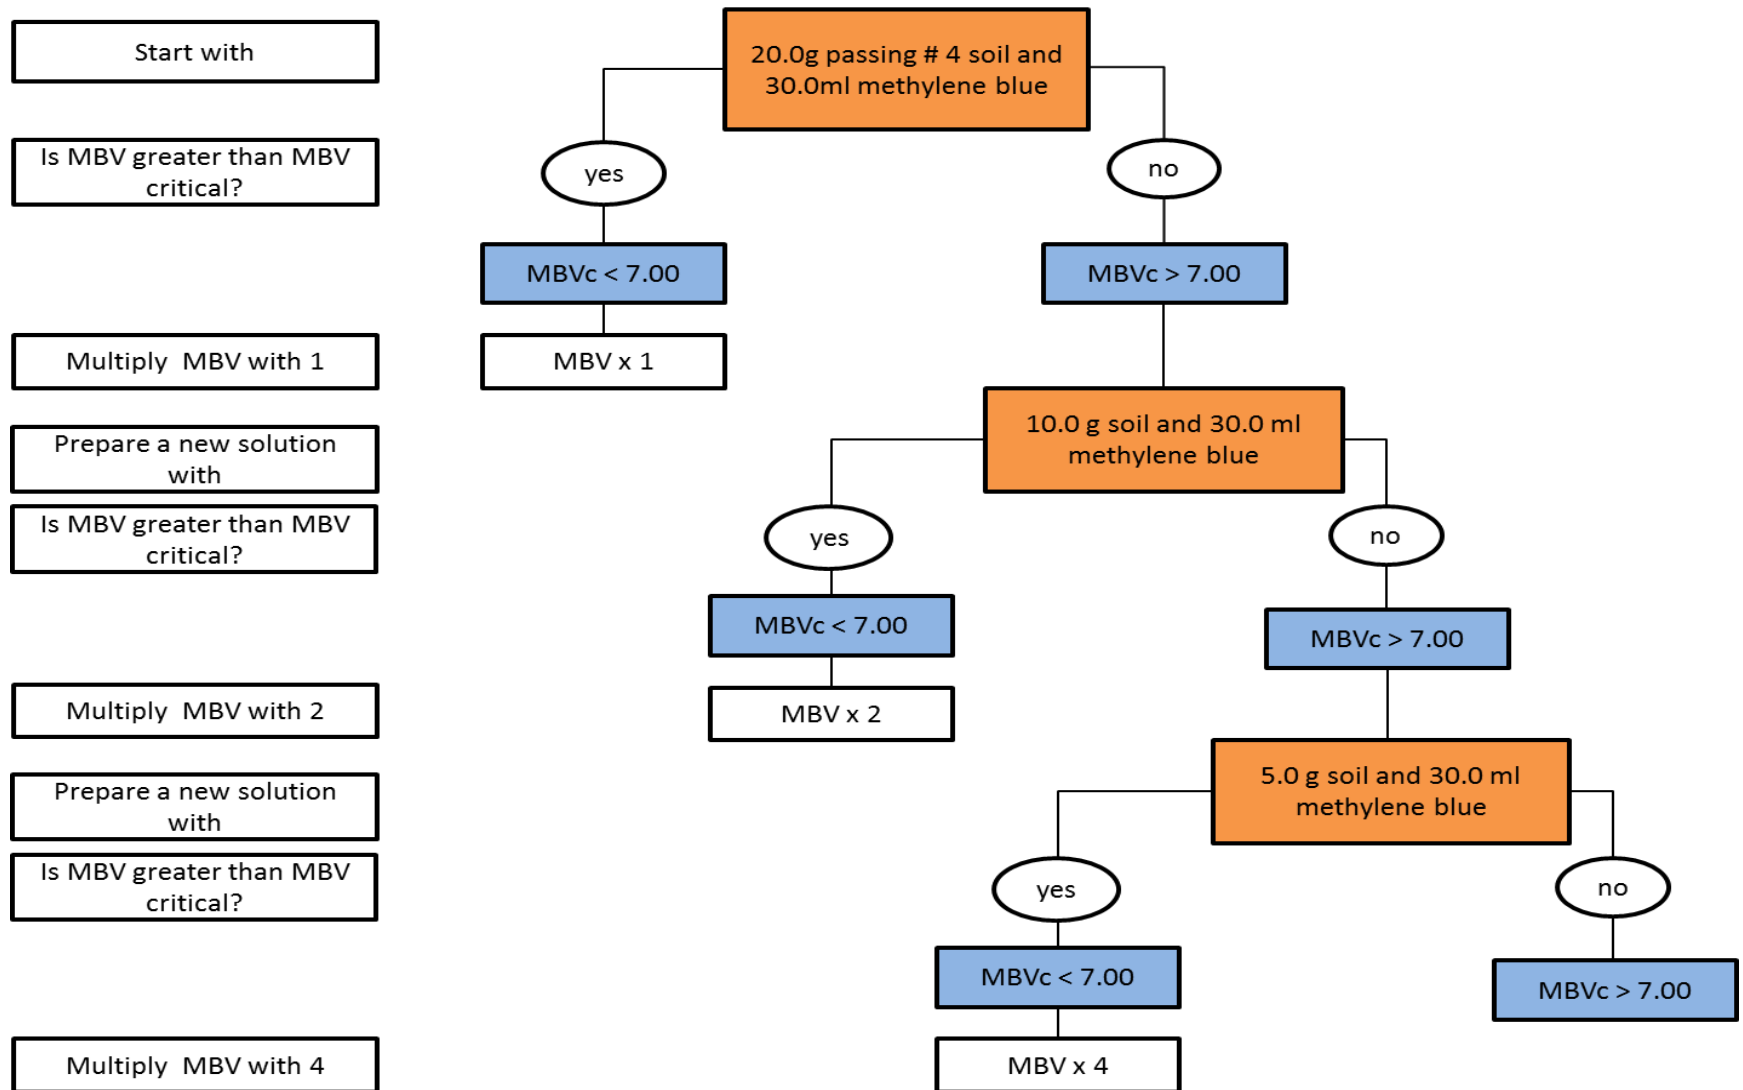 Start with
20.0g passing # 4 soil and
30.0ml methylene blue
Is MBV greater than MBV
critical?
yes
no
MBVc < 7.00
MBVc > 7.00
Multiply  MBV with 1
MBV x 1
10.0 g soil and 30.0 ml
methylene blue
Prepare a new solution
with
Is MBV greater than MBV
critical?
yes
no
MBVc < 7.00
MBVc > 7.00
Multiply  MBV with 2
MBV x 2
5.0 g soil and 30.0 ml
methylene blue
Prepare a new solution
with
Is MBV greater than MBV
critical?
yes
no
MBVc < 7.00
MBVc > 7.00
Multiply  MBV with 4
MBV x 4